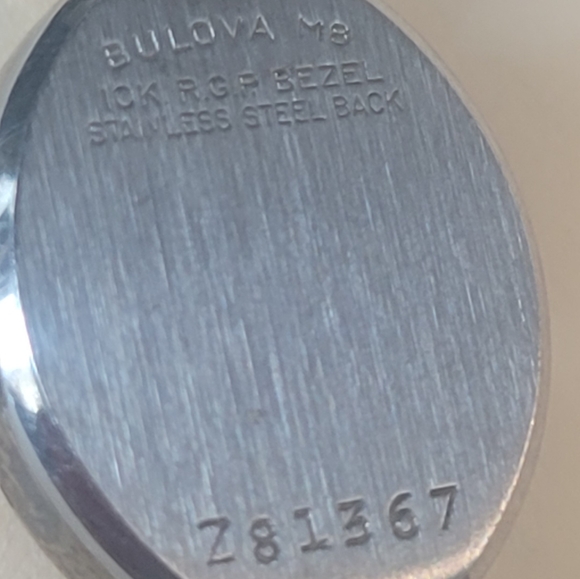 BULOVA M8
10K R.G.P. BEZEL
STAINLESS STEEL BACK
Z81367